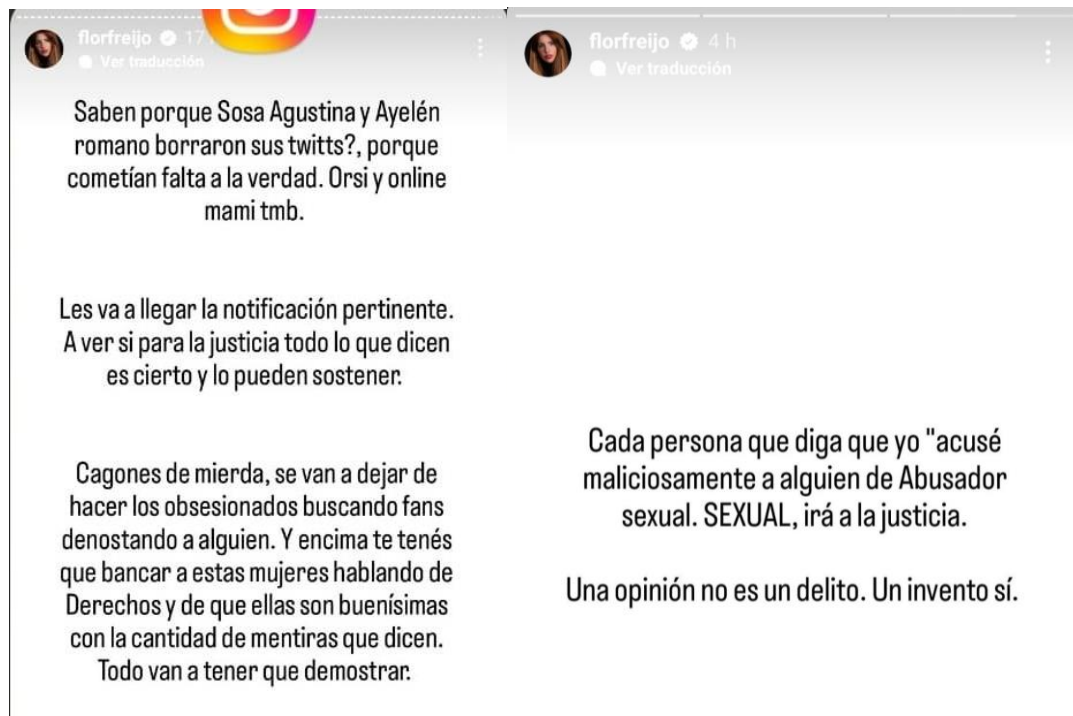 florfreijo 17
Ver traducción
Saben porque Sosa Agustina y Ayelén
romano borraron sus twitts?, porque
cometían falta a la verdad. Orsi y online
mami tmb.
Les va a llegar la notificación pertinente.
A ver si para la justicia todo lo que dicen
es cierto y lo pueden sostener.
Cagones de mierda, se van a dejar de
hacer los obsesionados buscando fans
denostando a alguien. Y encima te tenés
que bancar a estas mujeres hablando de
Derechos y de que ellas son buenísimas
con la cantidad de mentiras que dicen.
Todo van a tener que demostrar.
florfreijo 4 h
Ver traducción
Cada persona que diga que yo "acusé
maliciosamente a alguien de Abusador
sexual. SEXUAL, irá a la justicia.
Una opinión no es un delito. Un invento sí.